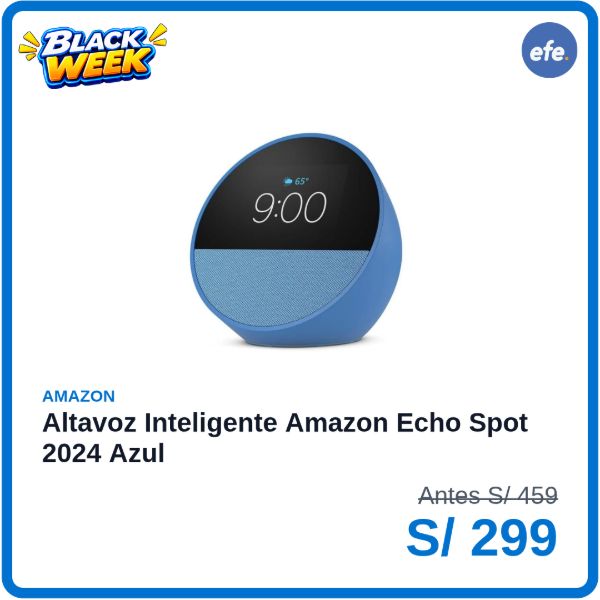 BLACK
WEEK
efe.
65°
9:00
AMAZON
Altavoz Inteligente Amazon Echo Spot
2024 Azul
Antes S/ 459
S/ 299